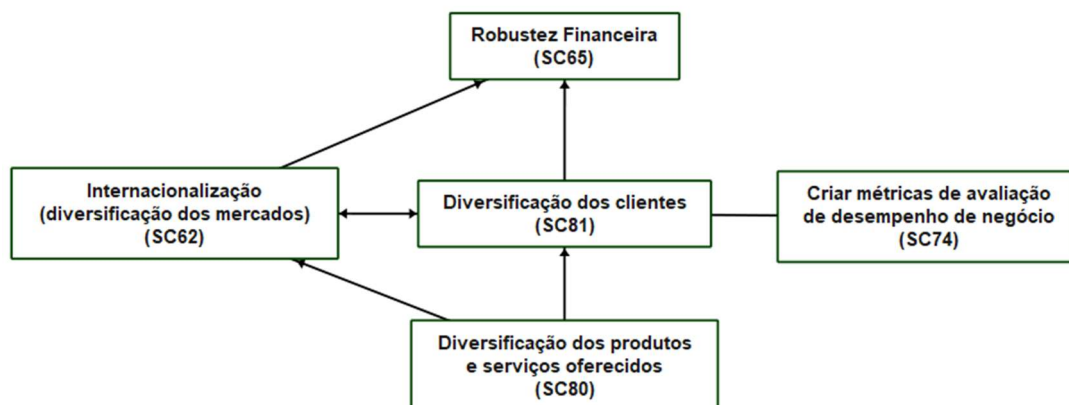 Robustez Financeira
(SC65)
Internacionalização
(diversificação dos mercados)
(SC62)
Diversificação dos clientes
(SC81)
Criar métricas de avaliação
de desempenho de negócio
(SC74)
Diversificação dos produtos
e serviços oferecidos
(SC80)